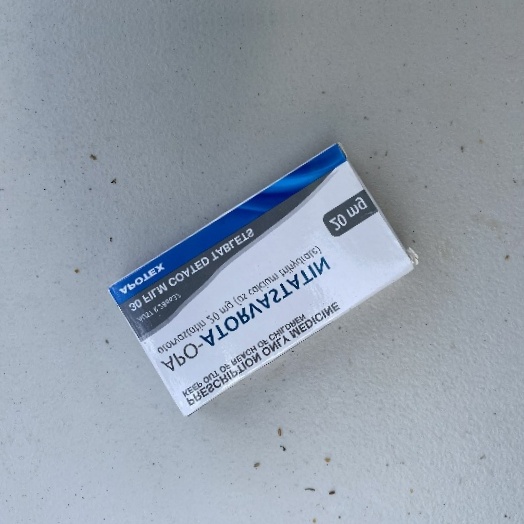 PRESCRIPTION ONLY MEDICINE
KEEP OUT OF REACH OF CHILDREN
APO-ATORVASTATIN
atorvastatin 20 mg (as calcium trihydrate)
20 mg
30 FILM COATED TABLETS
APOTEX